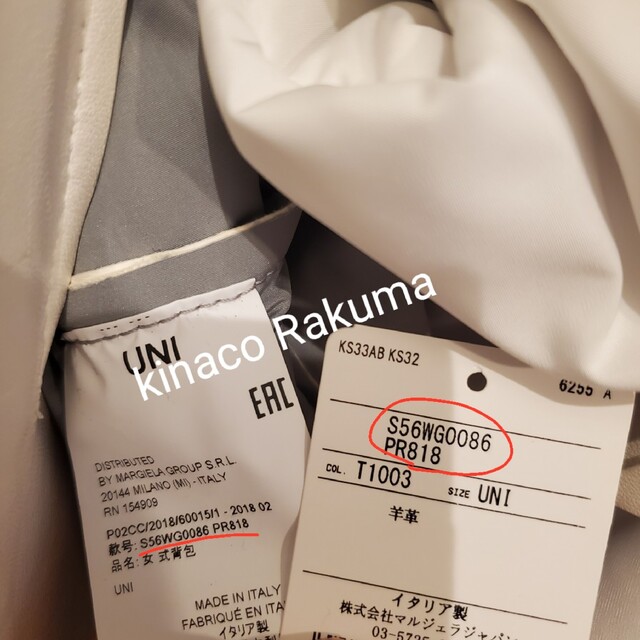 UNI
EAC
DISTRIBUTED
BY MARGIELA GROUP S.R.L.
20144 MILANO (MI) - ITALY
RN 154909
P02CC/2018/60015/1 - 2018 02
款号: S56WG0086 PR818
品名: 女式背包
UNI
MADE IN ITALY
FABRIQUÉ EN ITALIE
イタリア製
kinaco Rakuma
KS33AB KS32
6255 A
S56WG0086
PR818
COL. T1003 SIZE UNI
羊革
イタリア製
株式会社マルジェラジャパン